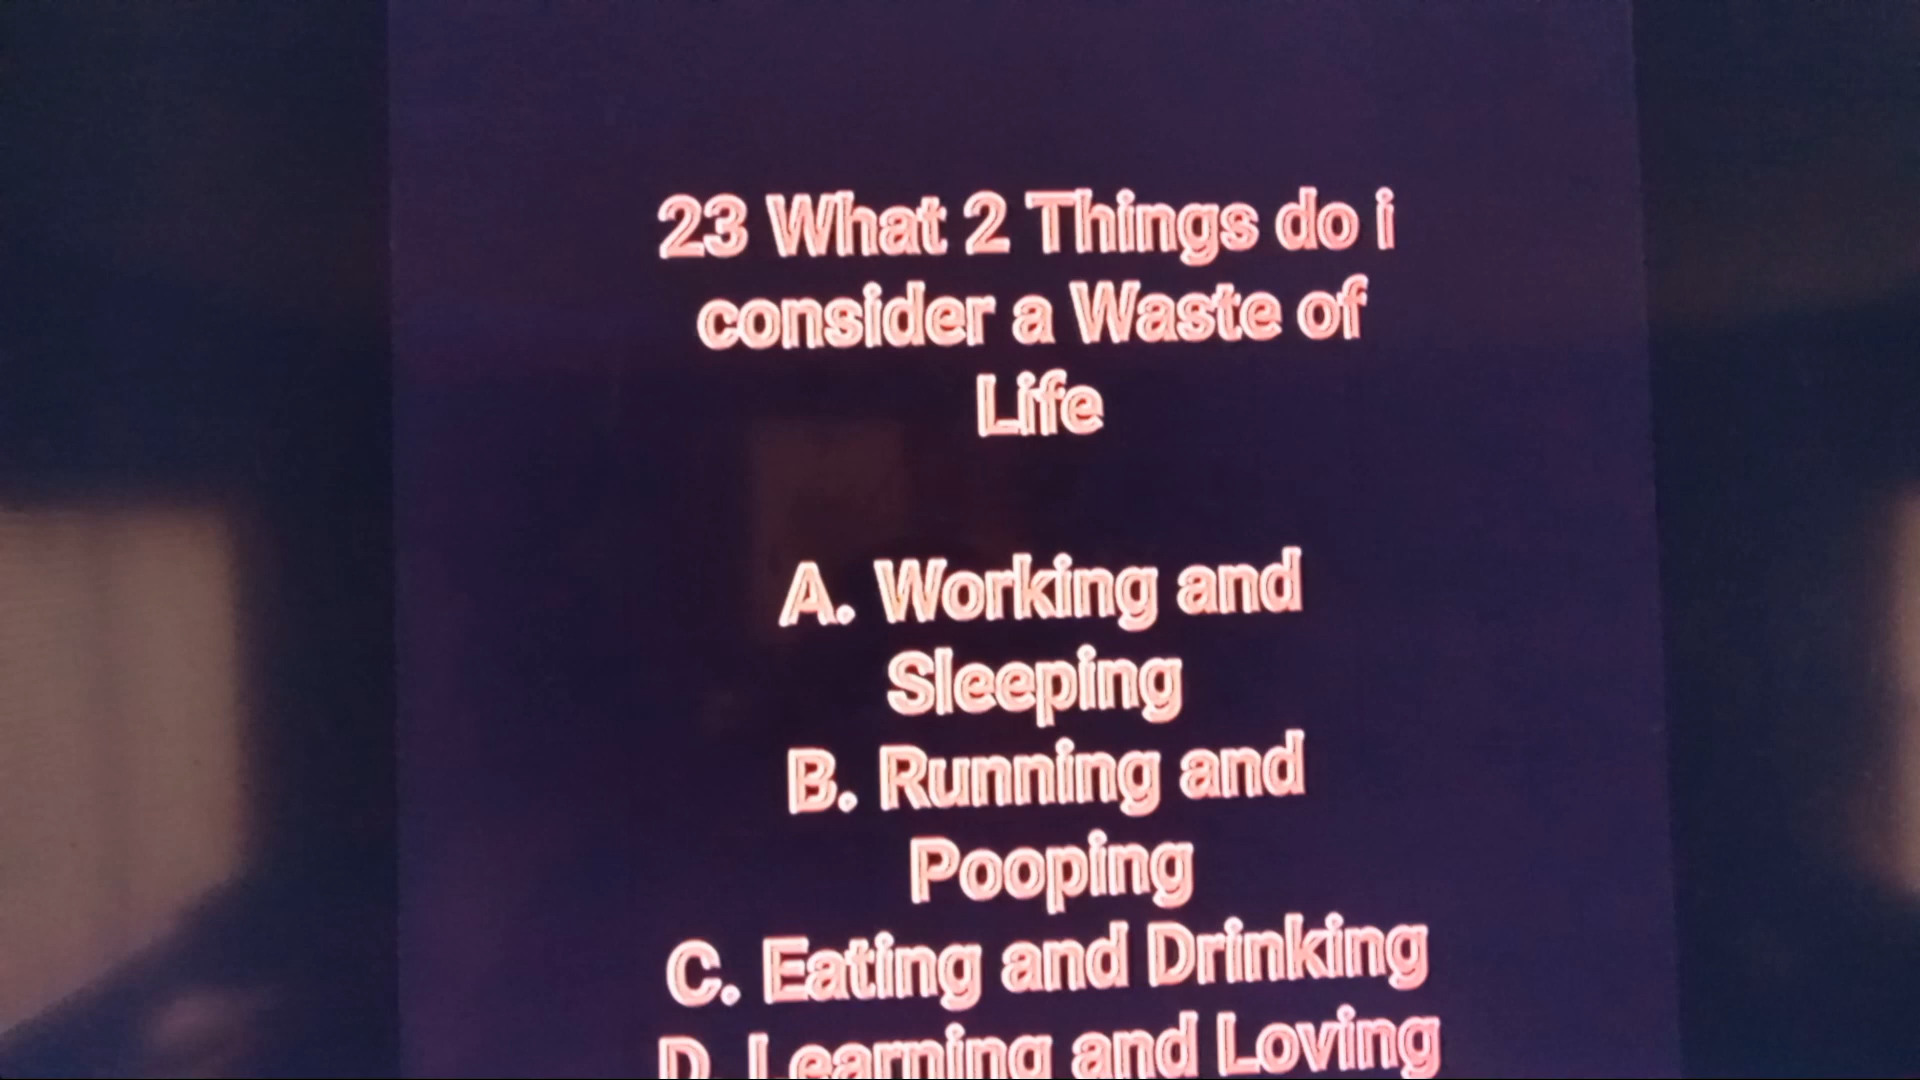 23 What 2 Things do i
consider a Waste of
Life
A. Working and
Sleeping
B. Running and
Pooping
C. Eating and Drinking
D. Learning and Loving